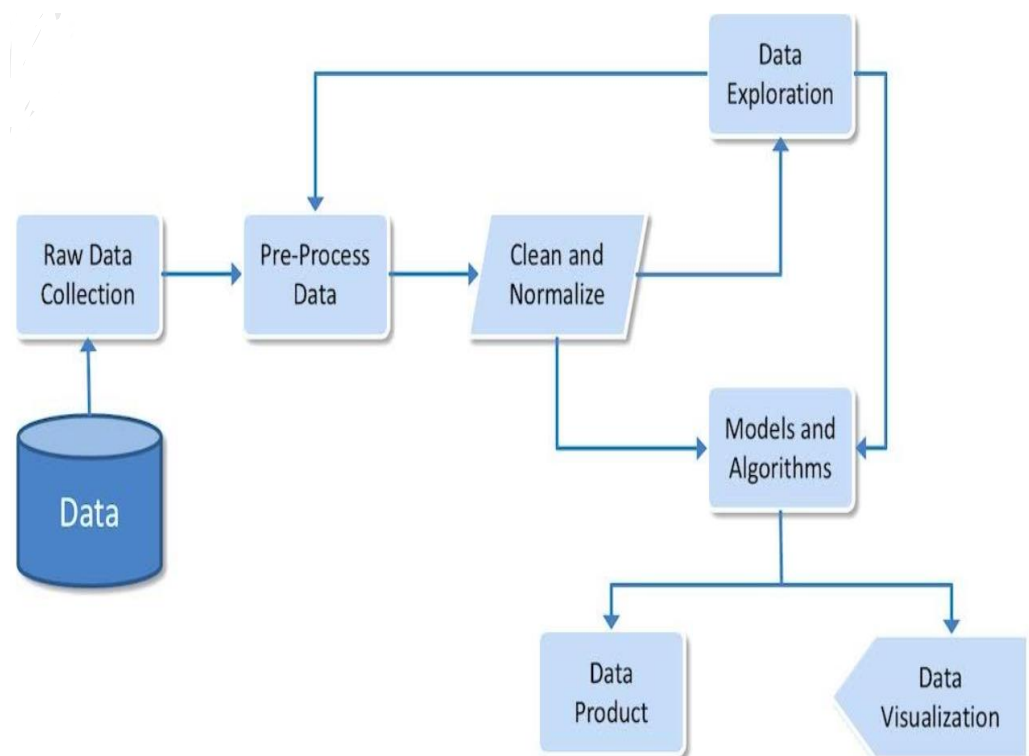 Data
Exploration
Raw Data
Collection
Pre-Process
Data
Clean and
Normalize
Models and
Algorithms
Data
Data
Product
Data
Visualization